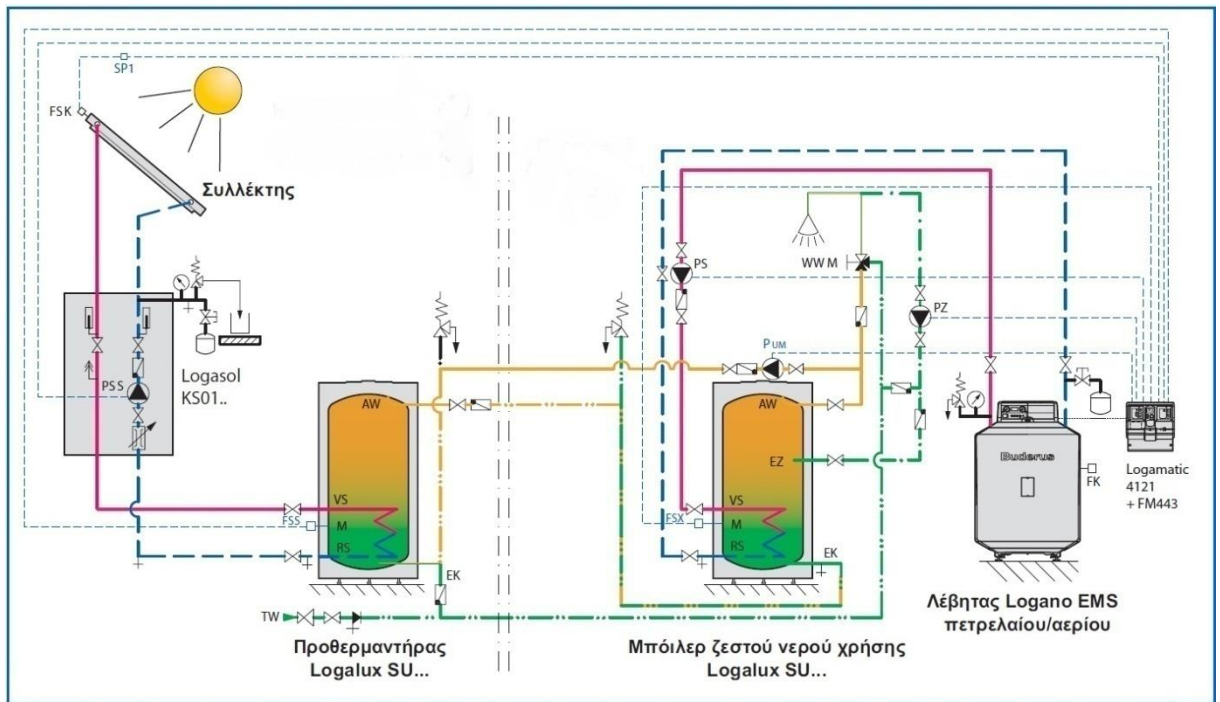 SP1
FSK
Συλλέκτης
Logasol
KS01..
PSS
AW
VS
FSS
M
RS
EK
TW
Προθερμαντήρας
Logalux SU...
PS
WWM
PZ
PUM
AW
EZ
VS
FSX
M
RS
EK
Μπόιλερ ζεστού νερού χρήσης
Logalux SU...
Buderus
FK
Logamatic
4121
+ FM443
Λέβητας Logano EMS
πετρελαίου/αερίου